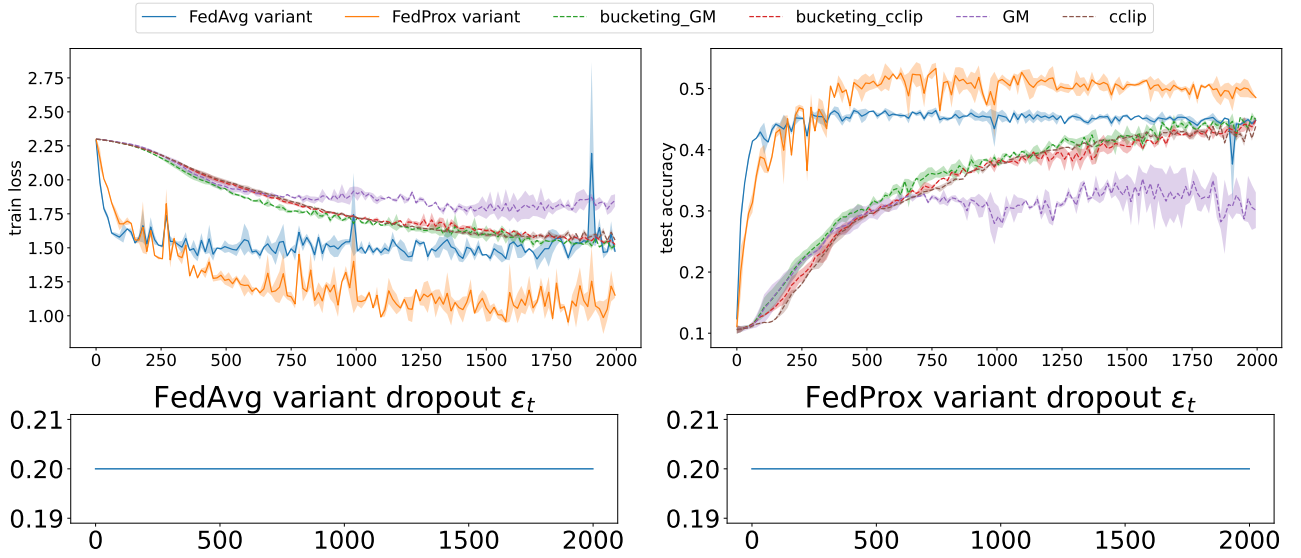 FedAvg variant FedProx variant bucketing_GM bucketing_cclip GM cclip
train loss
2.75
2.50
2.25
2.00
1.75
1.50
1.25
1.00
0 250 500 750 1000 1250 1500 1750 2000
test accuracy
0.5
0.4
0.3
0.2
0.1
0 250 500 750 1000 1250 1500 1750 2000
FedAvg variant dropout ε_t
0.21
0.20
0.19
0 500 1000 1500 2000
FedProx variant dropout ε_t
0.21
0.20
0.19
0 500 1000 1500 2000